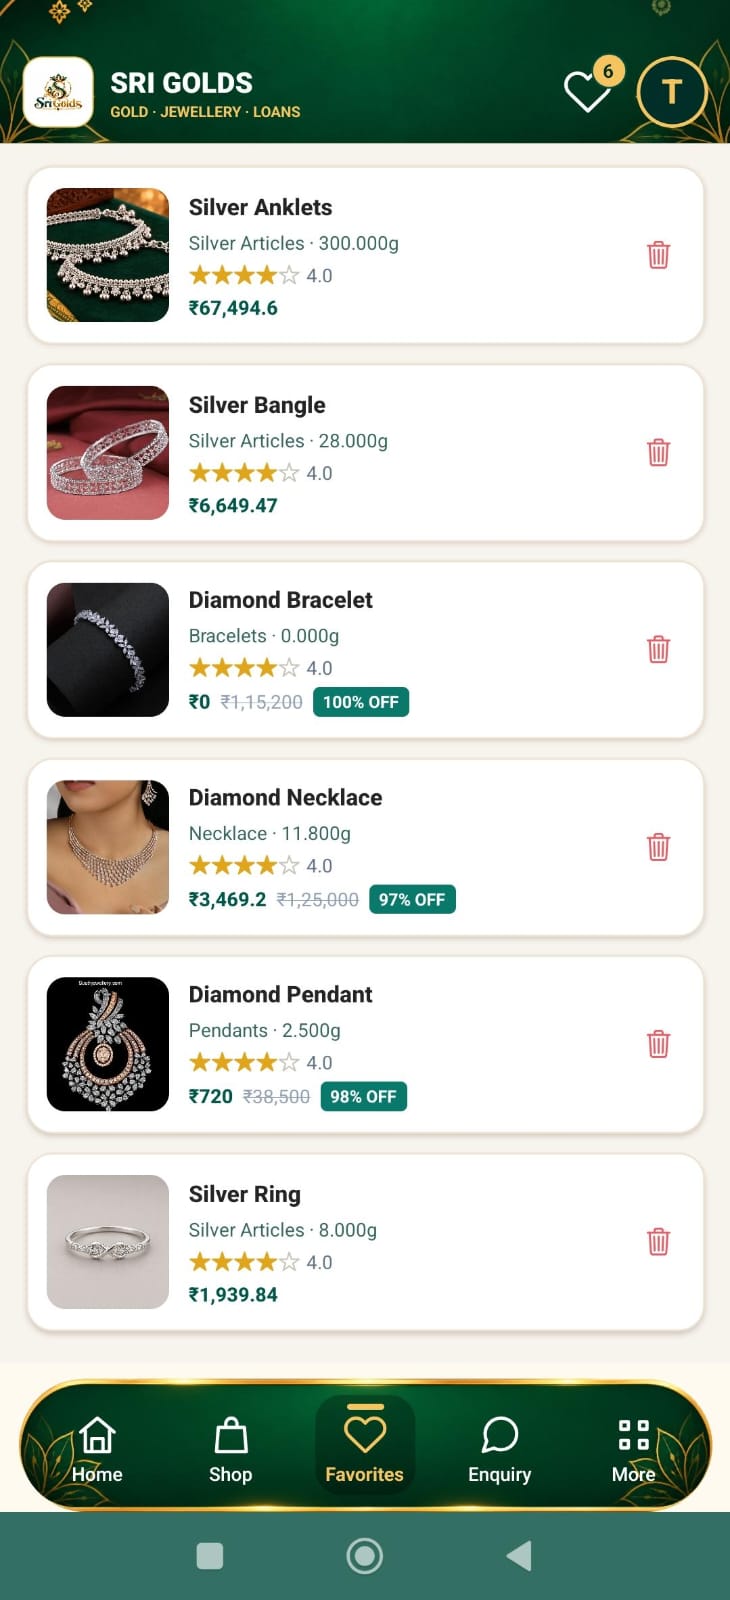 SriGolds
SRI GOLDS
GOLD · JEWELLERY · LOANS
6
T
Silver Anklets
Silver Articles · 300.000g
4.0
₹67,494.6
Silver Bangle
Silver Articles · 28.000g
4.0
₹6,649.47
Diamond Bracelet
Bracelets · 0.000g
4.0
₹0 ₹1,15,200 100% OFF
Diamond Necklace
Necklace · 11.800g
4.0
₹3,469.2 ₹1,25,000 97% OFF
Diamond Pendant
Pendants · 2.500g
4.0
₹720 ₹38,500 98% OFF
Silver Ring
Silver Articles · 8.000g
4.0
₹1,939.84
Home Shop Favorites Enquiry More